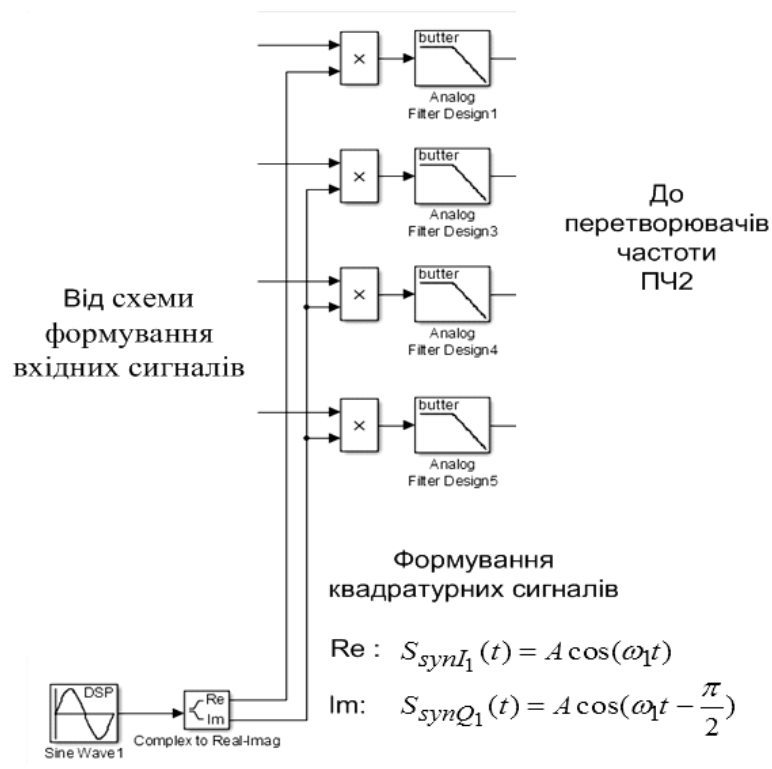 butter
×
Analog
Filter Design1
butter
×
Analog
Filter Design3
До
перетворювачів
частоти
ПЧ2
butter
×
Analog
Filter Design4
Від схеми
формування
вхідних сигналів
butter
×
Analog
Filter Design5
Формування
квадратурних сигналів
Re : S_{synI_1}(t) = A cos(ω_1 t)
Im: S_{synQ_1}(t) = A cos(ω_1 t − \frac{π}{2})
DSP
Sine Wave1
Re
Im
Complex to Real-Imag